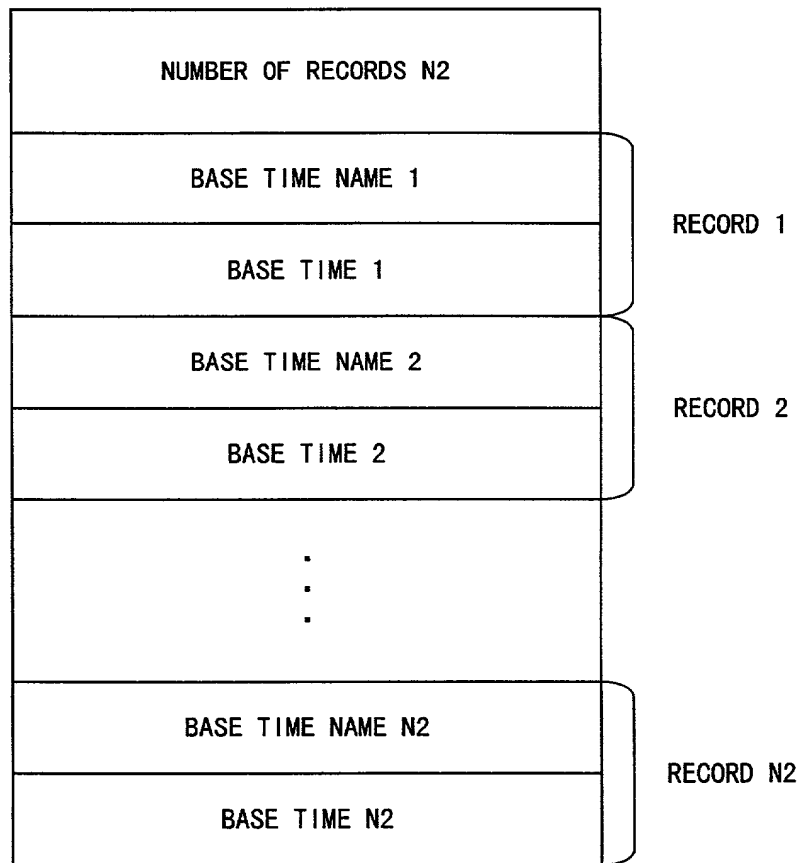 NUMBER OF RECORDS N2
BASE TIME NAME 1
RECORD 1
BASE TIME 1
BASE TIME NAME 2
RECORD 2
BASE TIME 2
BASE TIME NAME N2
RECORD N2
BASE TIME N2